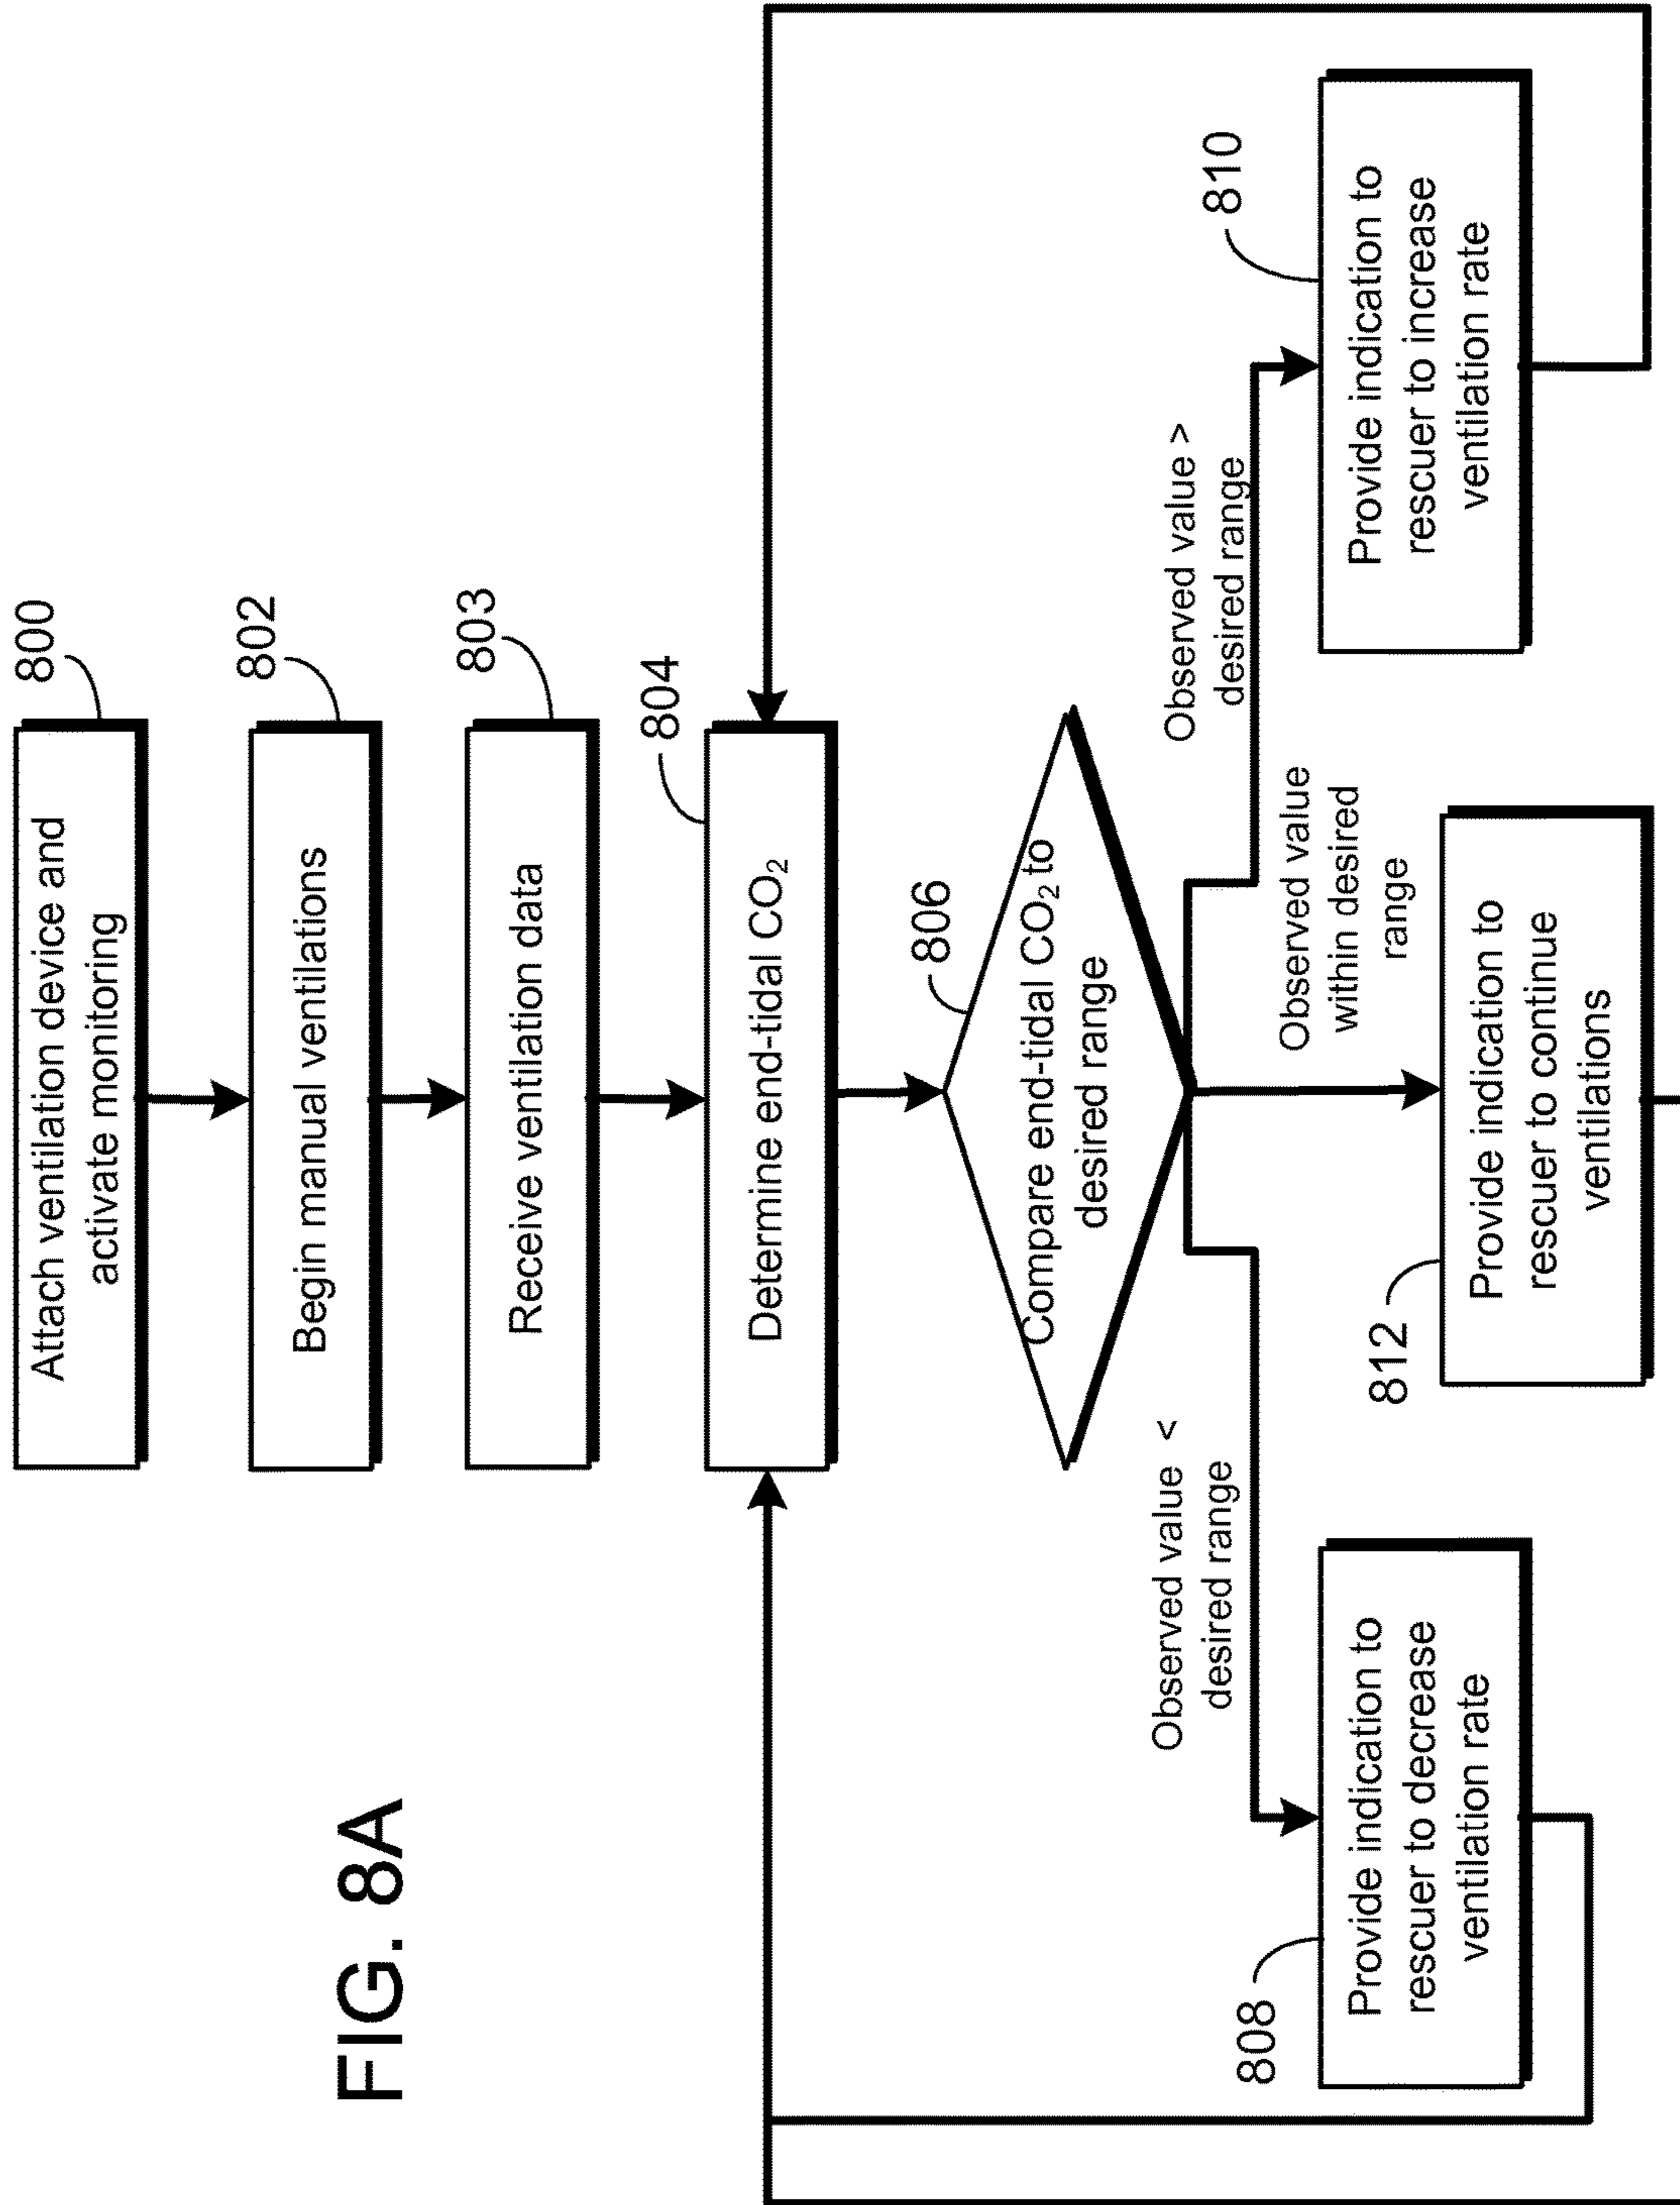 FIG. 8A
800
Attach ventilation device and
activate monitoring
802
Begin manual ventilations
803
Receive ventilation data
804
Determine end-tidal CO₂
806
Compare end-tidal CO₂ to
desired range
Observed value <
desired range
Observed value
within desired
range
Observed value >
desired range
808
Provide indication to
rescuer to decrease
ventilation rate
812
Provide indication to
rescuer to continue
ventilations
810
Provide indication to
rescuer to increase
ventilation rate